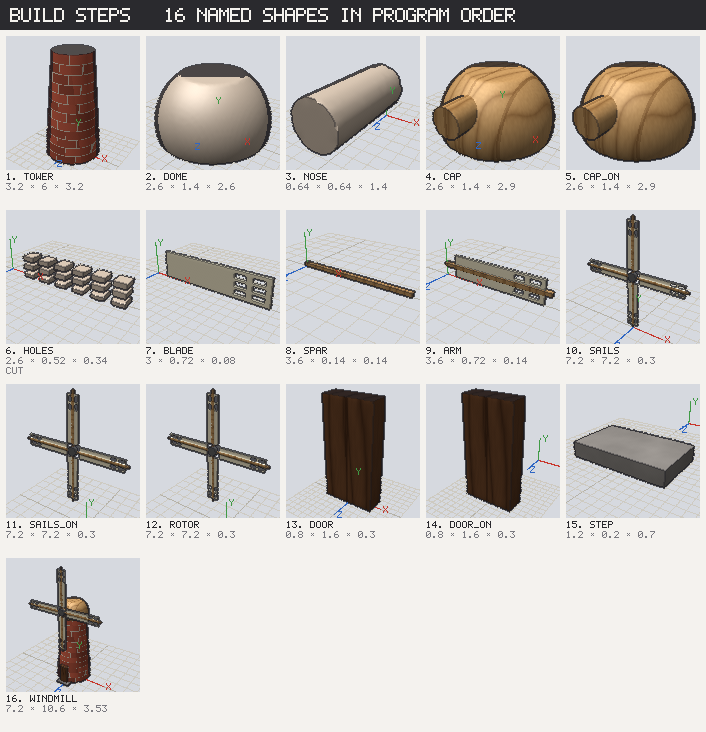 BUILD STEPS 16 NAMED SHAPES IN PROGRAM ORDER
1. TOWER
3.2 × 6 × 3.2
2. DOME
2.6 × 1.4 × 2.6
3. NOSE
0.64 × 0.64 × 1.4
4. CAP
2.6 × 1.4 × 2.9
5. CAP_ON
2.6 × 1.4 × 2.9
6. HOLES
2.6 × 0.52 × 0.34
CUT
7. BLADE
3 × 0.72 × 0.08
8. SPAR
3.6 × 0.14 × 0.14
9. ARM
3.6 × 0.72 × 0.14
10. SAILS
7.2 × 7.2 × 0.3
11. SAILS_ON
7.2 × 7.2 × 0.3
12. ROTOR
7.2 × 7.2 × 0.3
13. DOOR
0.8 × 1.6 × 0.3
14. DOOR_ON
0.8 × 1.6 × 0.3
15. STEP
1.2 × 0.2 × 0.7
16. WINDMILL
7.2 × 10.6 × 3.53